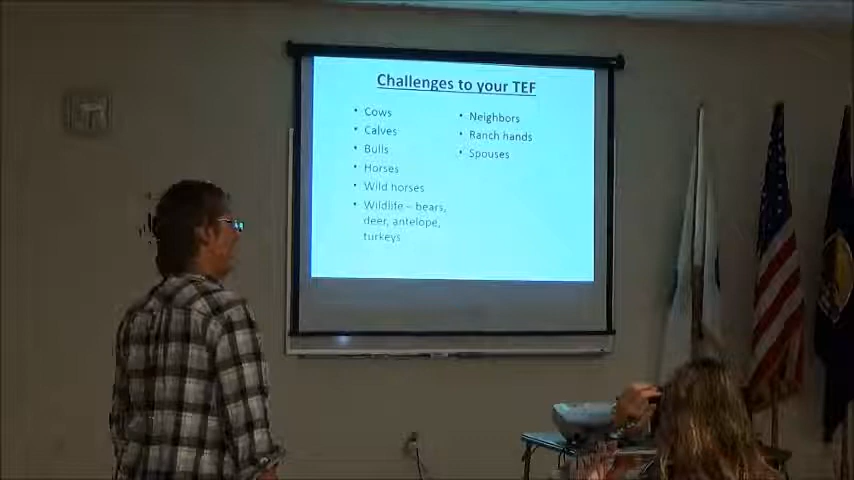 Challenges to your TEF
• Cows
• Calves
• Bulls
• Horses
• Wild horses
• Wildlife – bears,
deer, antelope,
turkeys
• Neighbors
• Ranch hands
• Spouses